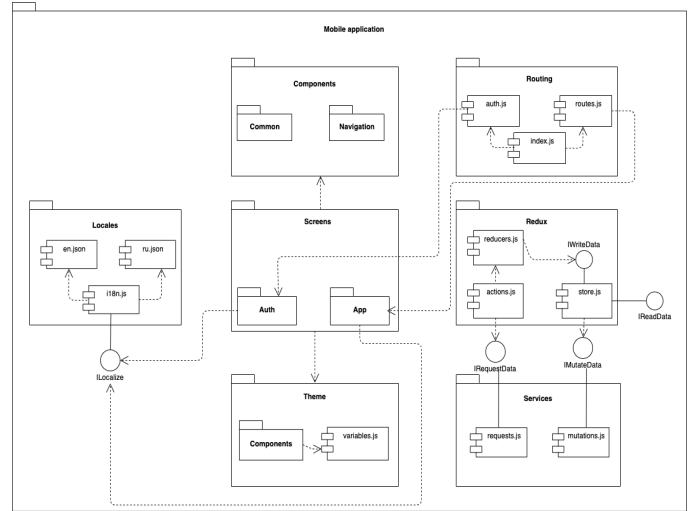 Mobile application
Components
Common
Navigation
Routing
auth.js
routes.js
index.js
Locales
en.json
ru.json
i18n.js
ILocalize
Screens
Auth
App
Redux
reducers.js
IWriteData
actions.js
store.js
IReadData
IRequestData
IMutateData
Theme
Components
variables.js
Services
requests.js
mutations.js